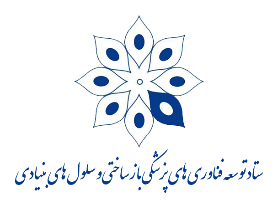 ستاد توسعه فناوری های پزشکی بازساختی و سلول های بنیادی